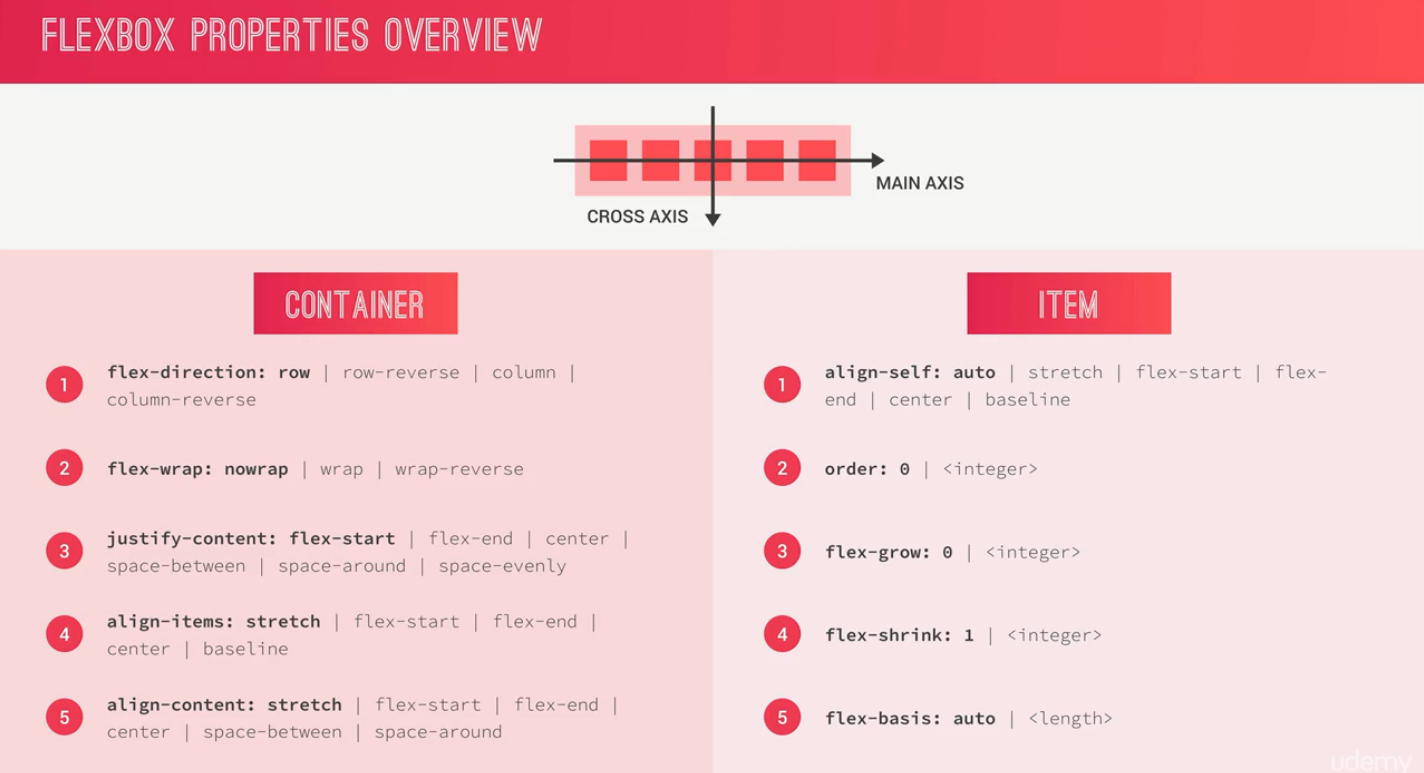 FLEXBOX PROPERTIES OVERVIEW
MAIN AXIS
CROSS AXIS
CONTAINER
1
flex-direction: row | row-reverse | column |
column-reverse
2
flex-wrap: nowrap | wrap | wrap-reverse
3
justify-content: flex-start | flex-end | center |
space-between | space-around | space-evenly
4
align-items: stretch | flex-start | flex-end |
center | baseline
5
align-content: stretch | flex-start | flex-end |
center | space-between | space-around
ITEM
1
align-self: auto | stretch | flex-start | flex-
end | center | baseline
2
order: 0 | <integer>
3
flex-grow: 0 | <integer>
4
flex-shrink: 1 | <integer>
5
flex-basis: auto | <length>
udemy